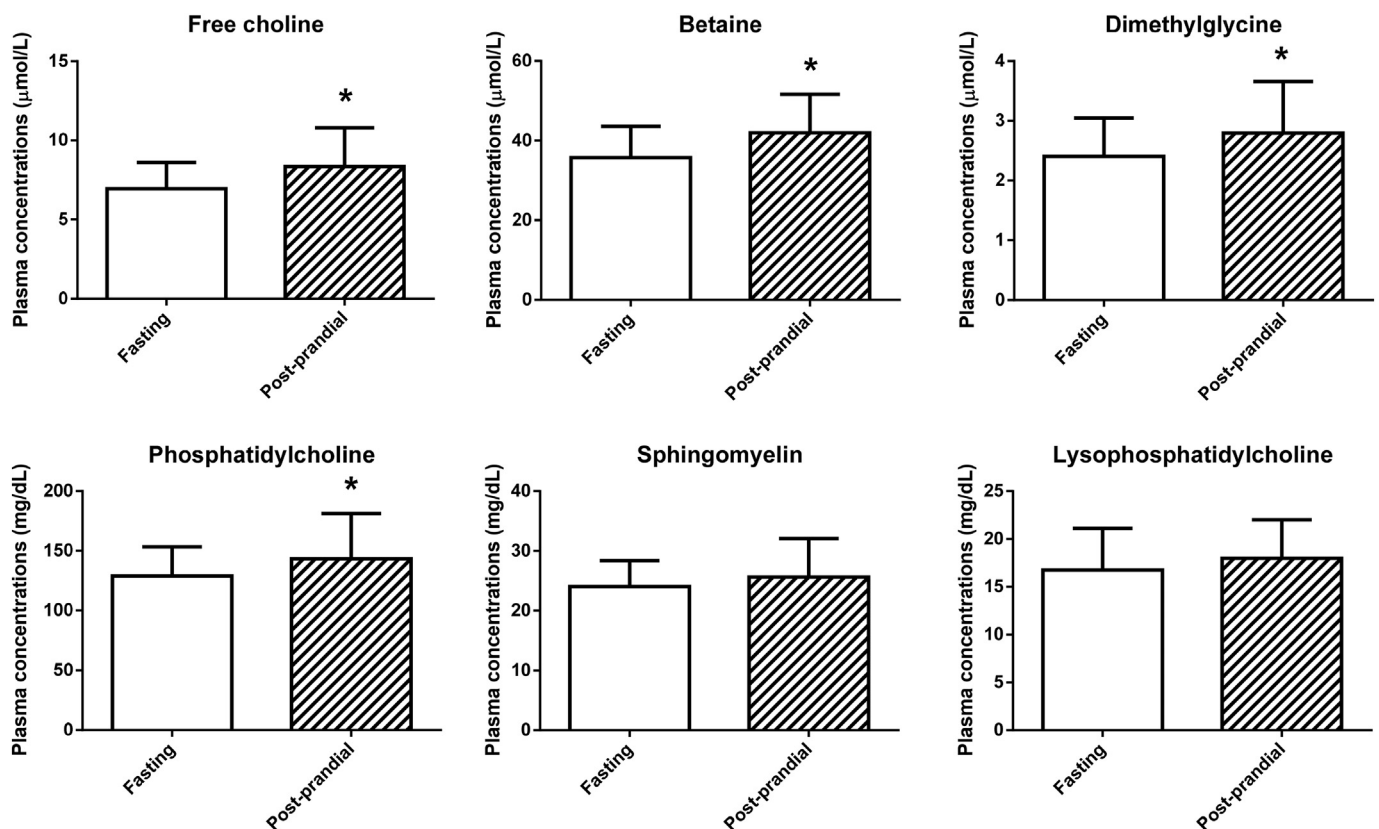 Free choline
Plasma concentrations (μmol/L)
15
10
5
0
*
Fasting
Post-prandial
Betaine
Plasma concentrations (μmol/L)
60
40
20
0
*
Fasting
Post-prandial
Dimethylglycine
Plasma concentrations (μmol/L)
4
3
2
1
0
*
Fasting
Post-prandial
Phosphatidylcholine
Plasma concentrations (mg/dL)
200
150
100
50
0
*
Fasting
Post-prandial
Sphingomyelin
Plasma concentrations (mg/dL)
40
30
20
10
0
Fasting
Post-prandial
Lysophosphatidylcholine
Plasma concentrations (mg/dL)
25
20
15
10
5
0
Fasting
Post-prandial